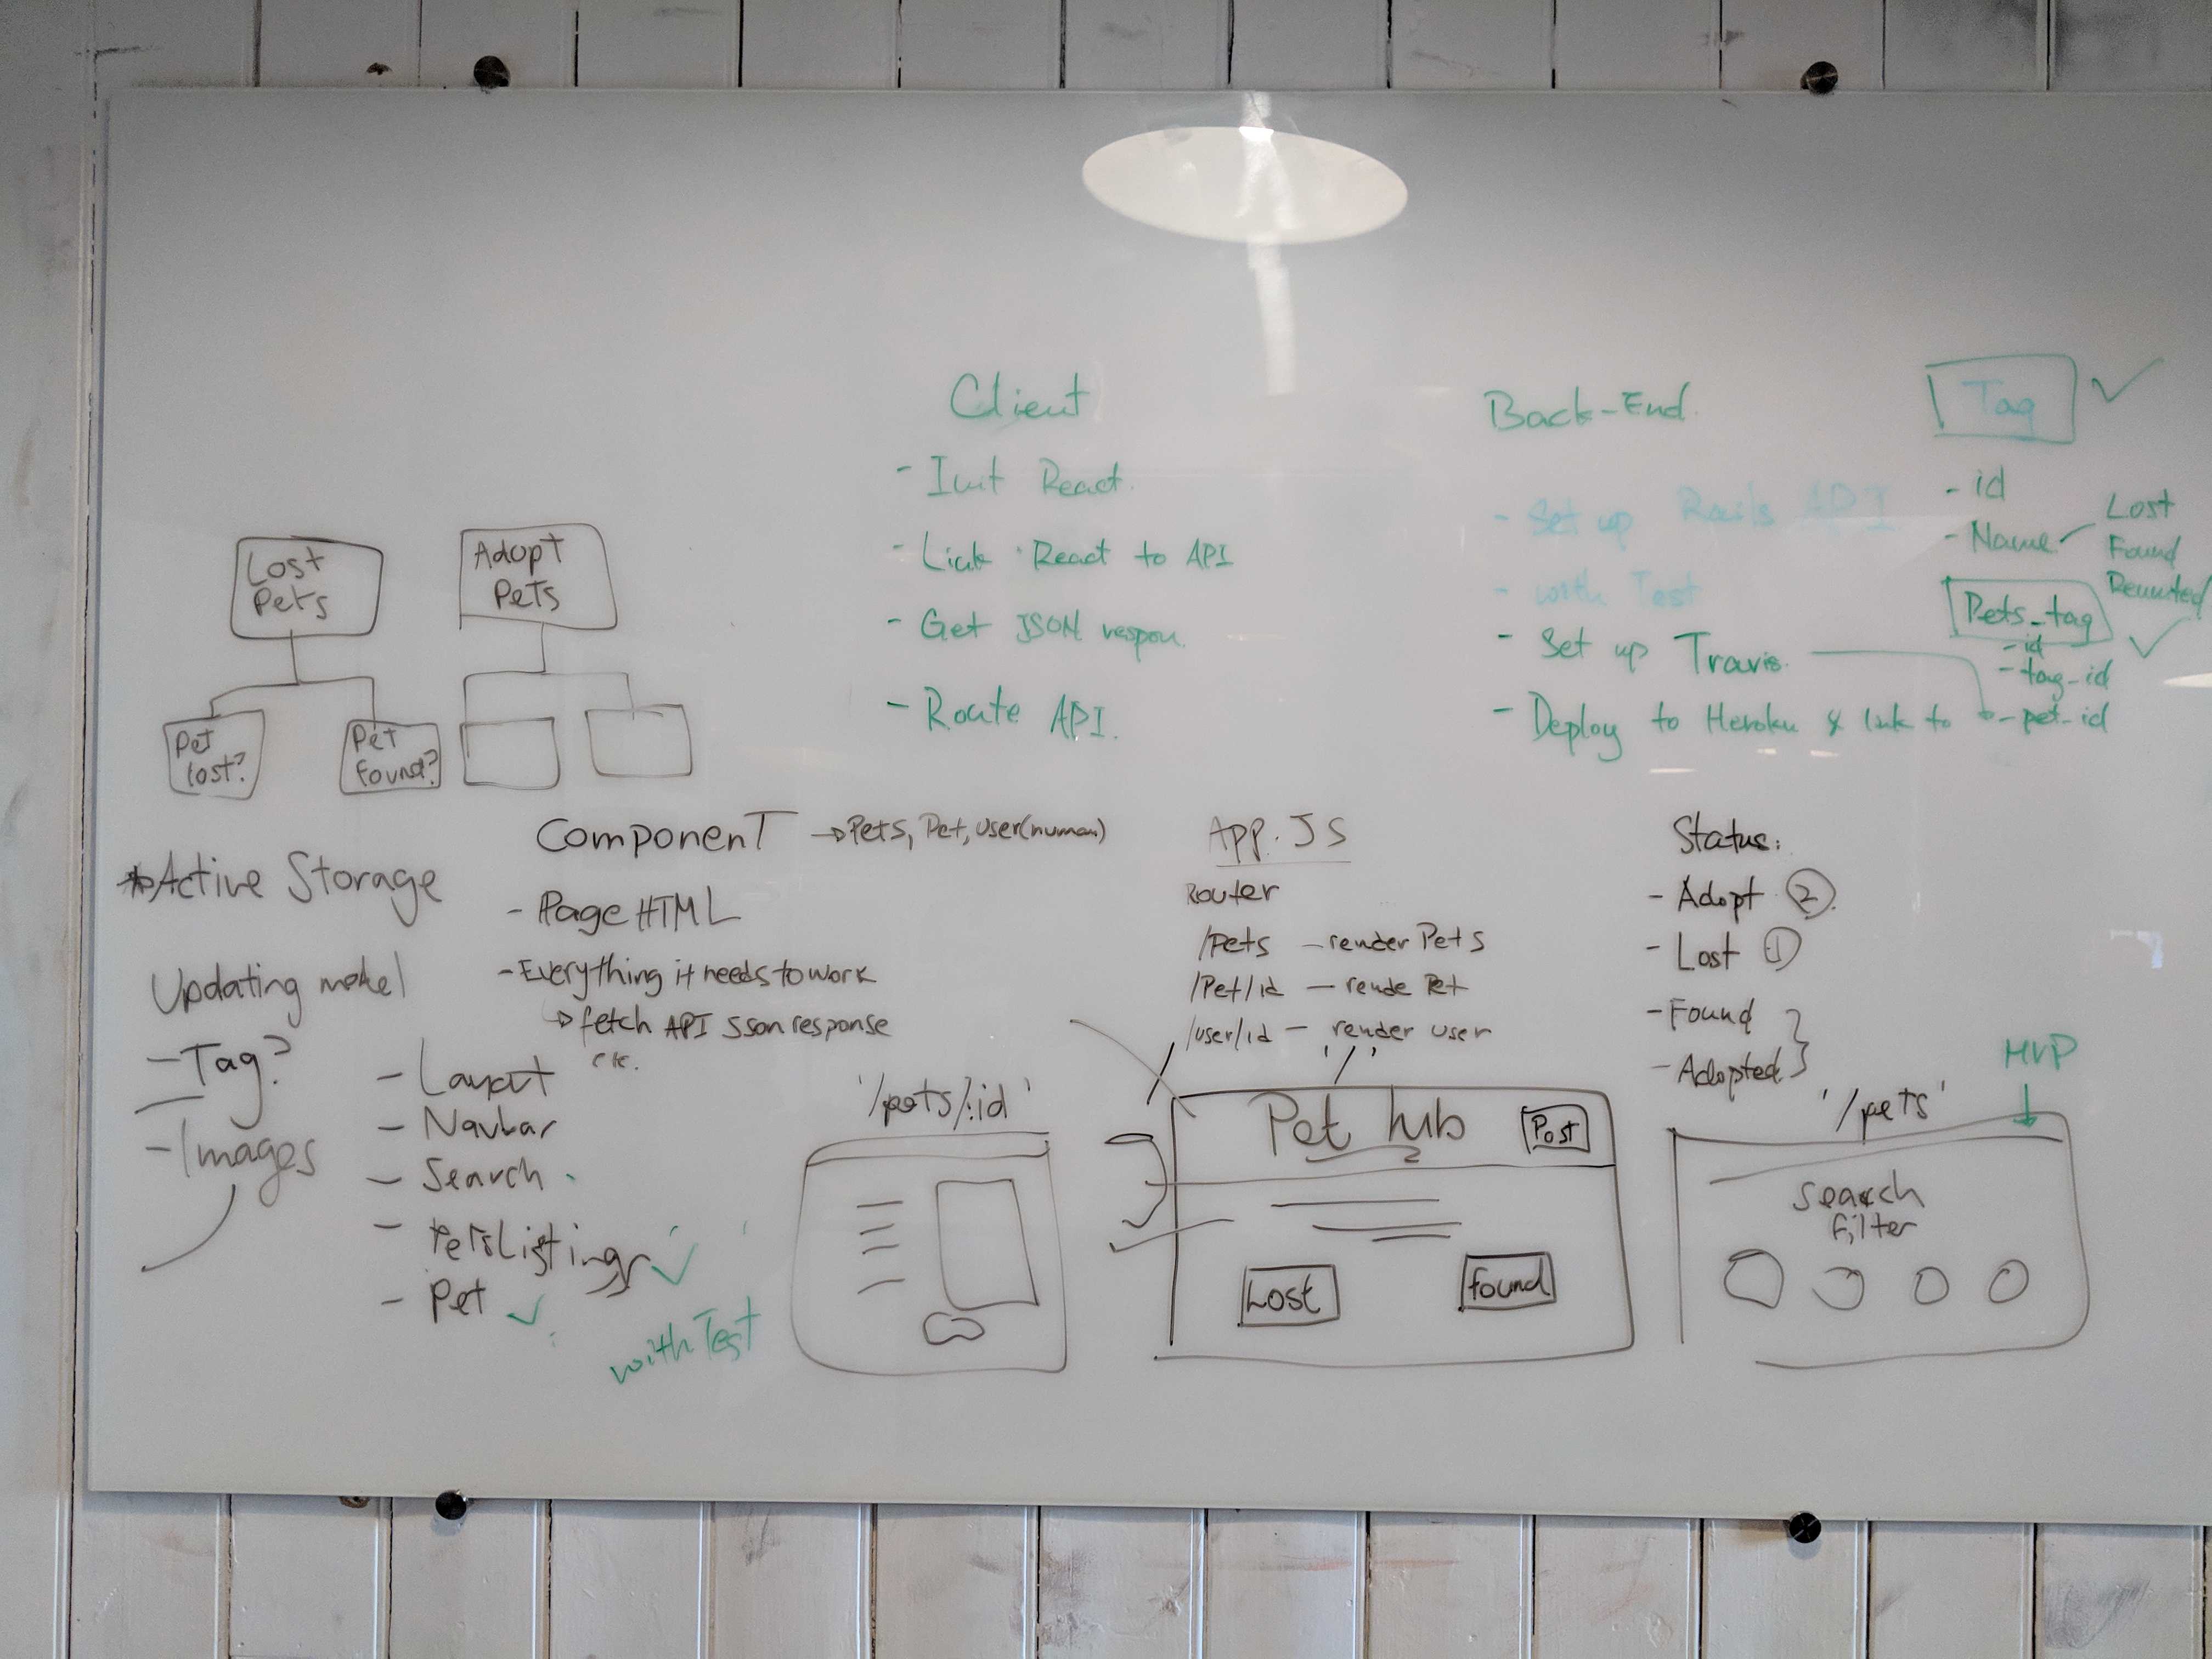 Client
- Init React.
- Link React to API
- Get JSON respon.
- Route API.
Back-End.
- Set up Rails API
- with Test
- Set up Travis.
- Deploy to Heroku & link to
Tag ✓
- id
- Name
Lost
Found
Reunited
Pets_tag ✓
- id
- tag_id
- pet_id
Lost
Pets
Pet
lost?
Pet
found?
Adopt
Pets
*Active Storage
Updating model
- Tag?
- Images
Component → Pets, Pet, User(human)
- Page HTML
- Everything it needs to work
→ fetch API Json response
etc.
- Layout
- Navbar
- Search
- PetsListings ✓
- Pet ✓
with Test
App.JS
Router
/Pets - render Pets
/Pet/id - rende Pet
/user/id - render user
Status:
- Adopt ②
- Lost ①
- Found
- Adopted
'/pets/:id'
'/'
Pet hub
Post
Lost
Found
'/pets'
MVP
Search
filter